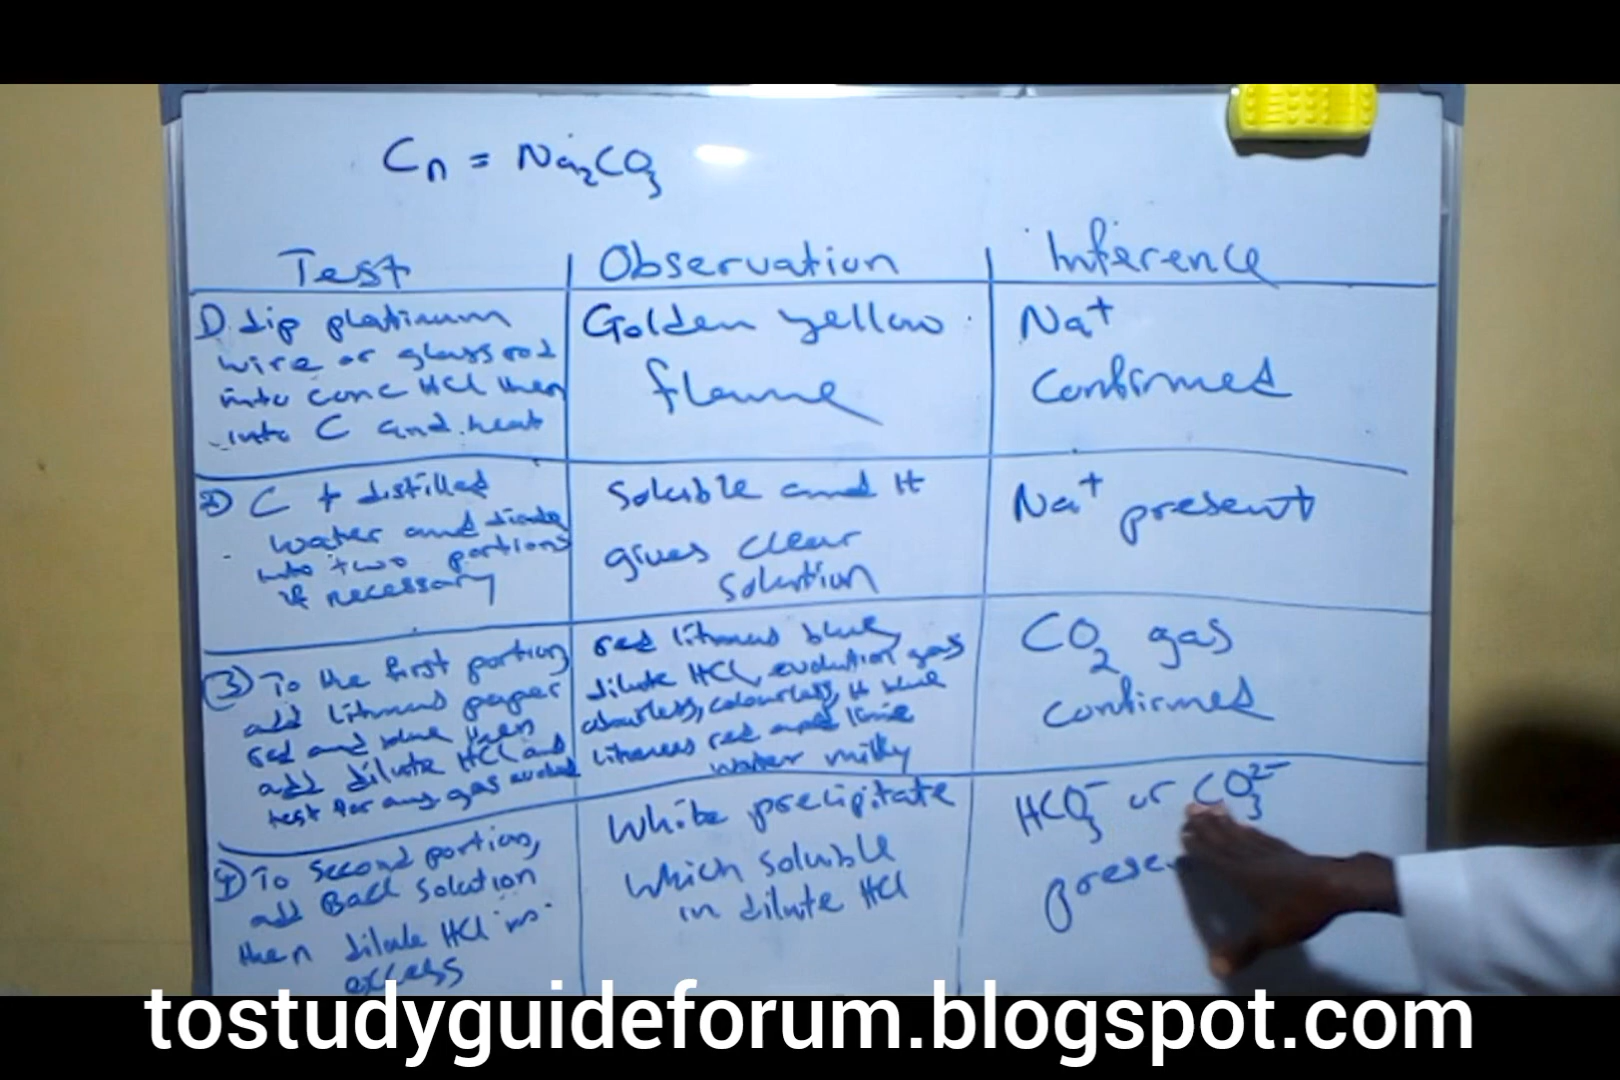 Cn = Na2CO3
Test | Observation | Inference
1) dip platinum
wire or glass rod
into conc HCl then
into C and heat
Golden yellow
flame
Na+
Confirmed
2) C + distilled
water and divide
into two portions
if necessary
Soluble and it
gives clear
solution
Na+ present
3) To the first portion,
add litmus paper
red and blue then
add dilute HCl and
test for any gas evolved
red litmus blue,
dilute HCl, evolution gas
odourless, colourless, it blue
litmus red and lime
water milky
CO2 gas
confirmed
4) To second portion,
add BaCl solution
then dilute HCl in
excess
White precipitate
which soluble
in dilute HCl
HCO3- or CO3 2-
tostudyguideforum.blogspot.com